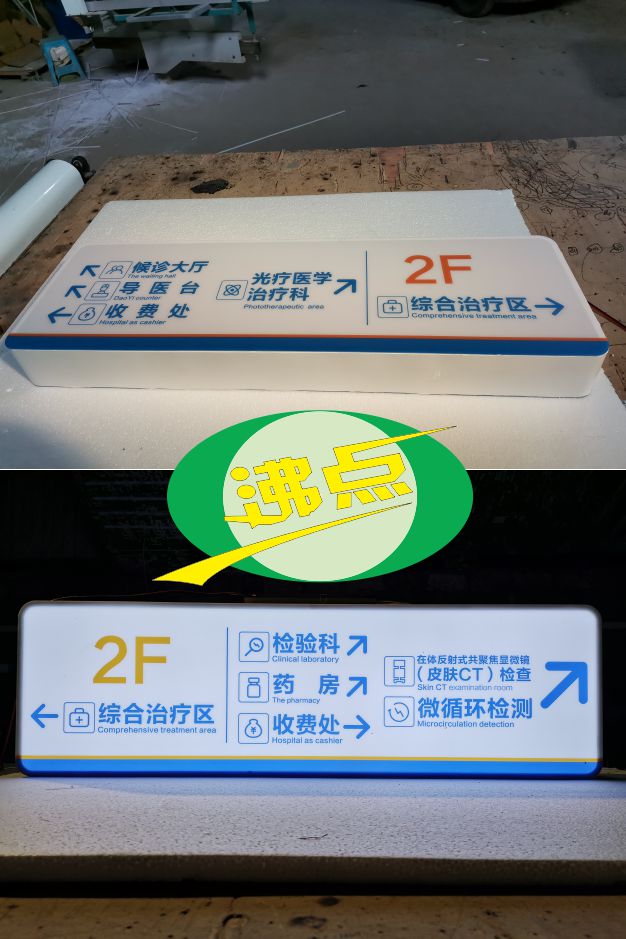 候诊大厅
The waiting hall
导医台
DaoYi counter
收费处
Hospital as cashier
光疗医学
治疗科
Phototherapeutic area
2F
综合治疗区
Comprehensive treatment area
沸点
2F
综合治疗区
Comprehensive treatment area
检验科
Clinical laboratory
药房
The pharmacy
收费处
Hospital as cashier
在体反射式共聚焦显微镜
（皮肤CT）检查
Skin CT examination room
微循环检测
Microcirculation detection